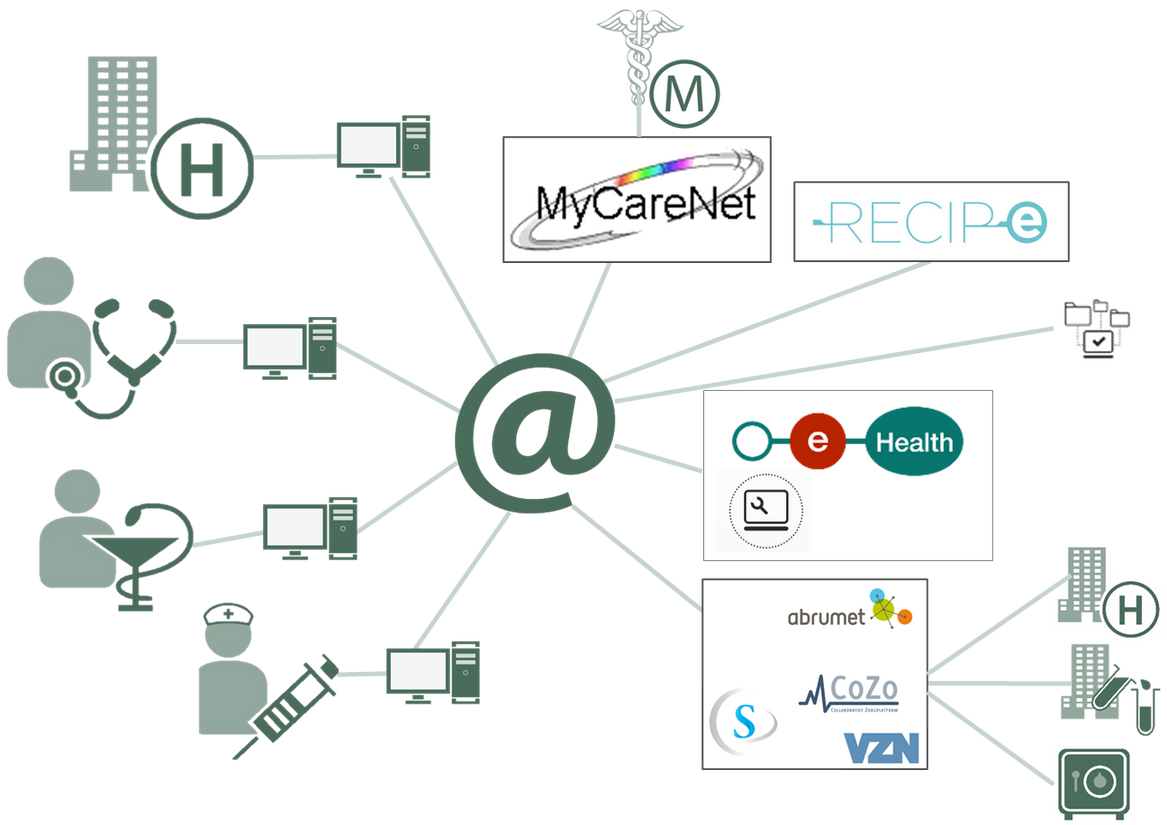 M
H
MyCareNet
RECIP-e
@
e Health
abrumet
H
CoZo
COLLABORATIEF ZORGPLATFORM
S
VZN